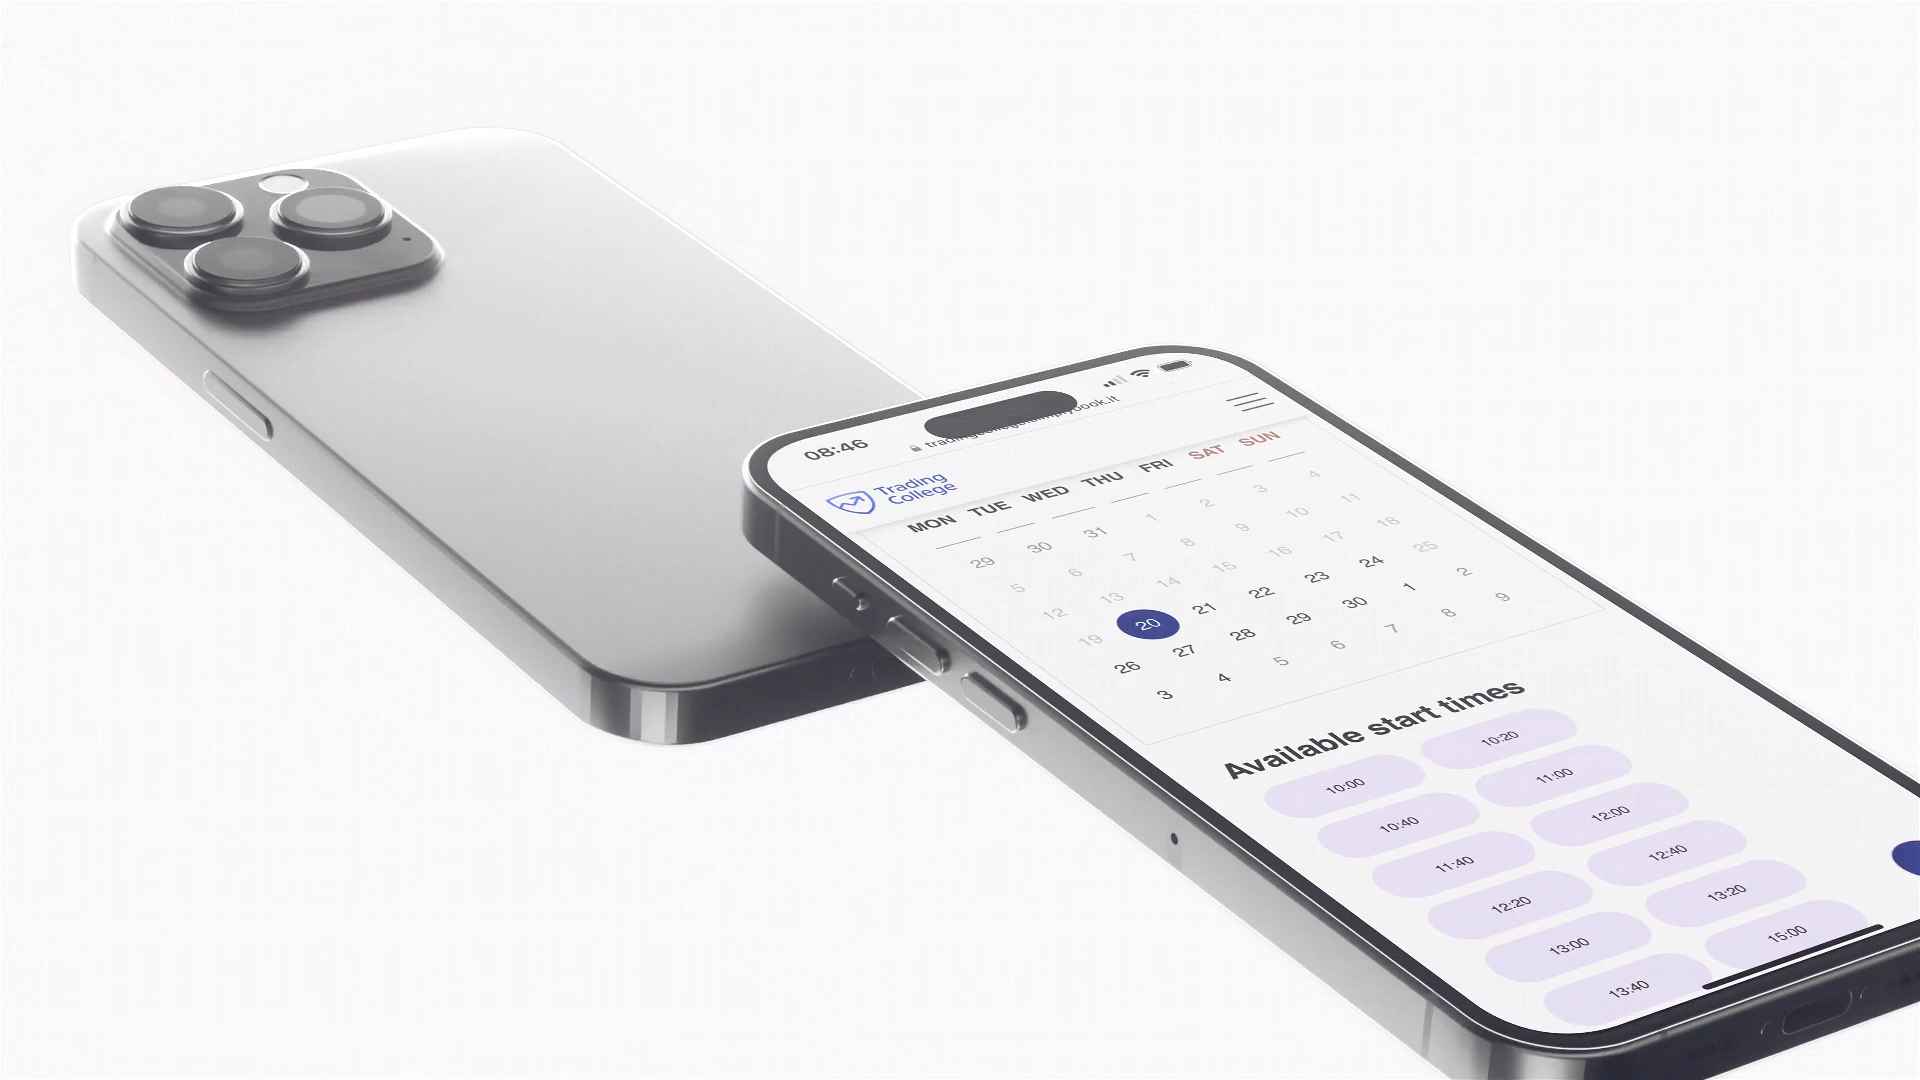 08:46
Trading
College
MON TUE WED THU FRI SAT SUN
29 30 31 1 2 3 4
5 6 7 8 9 10 11
12 13 14 15 16 17 18
19 20 21 22 23 24 25
26 27 28 29 30 1 2
3 4 5 6 7 8 9
Available start times
10:00 10:20
10:40 11:00
11:40 12:00
12:20 12:40
13:00 13:20
13:40 15:00